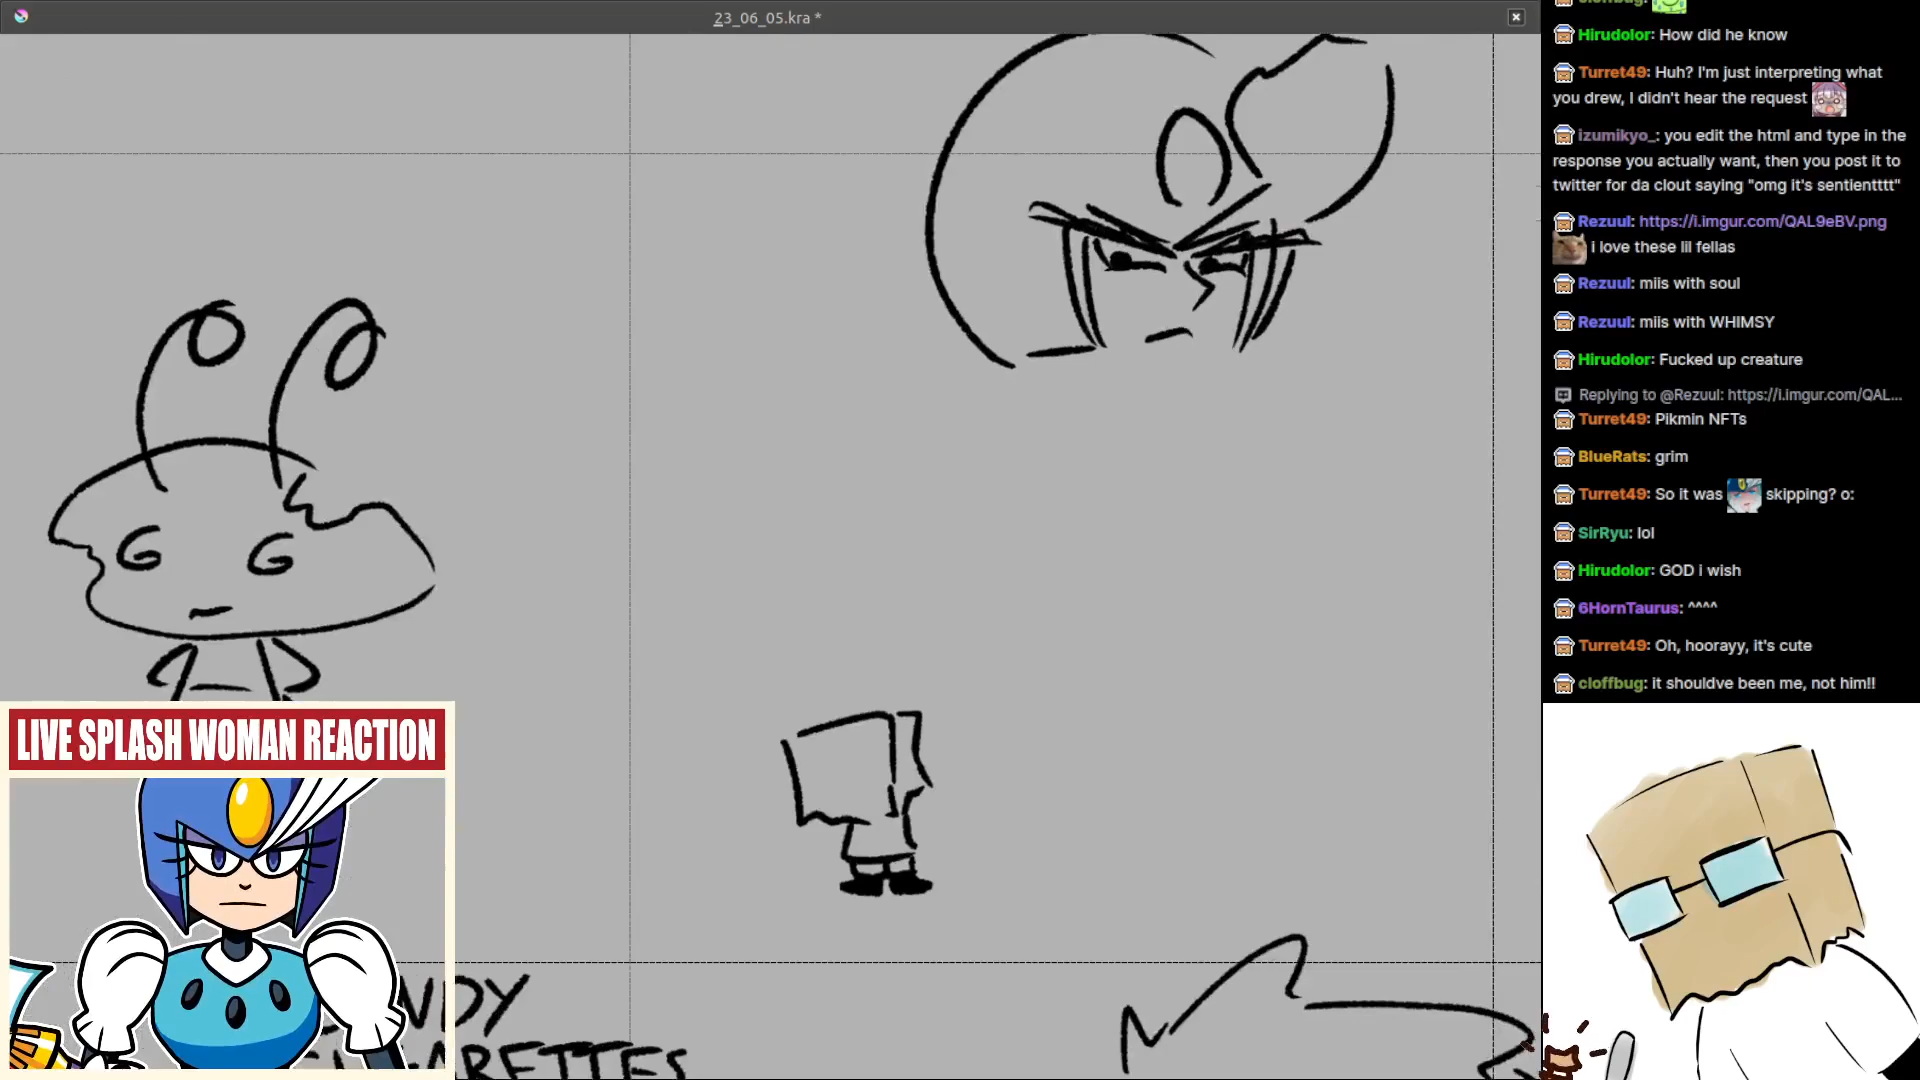 23_06_05.kra *
Hirudolor: How did he know
Turret49: Huh? I'm just interpreting what
you drew, I didn't hear the request
izumikyo_: you edit the html and type in the
response you actually want, then you post it to
twitter for da clout saying "omg it's sentientttt"
Rezuul: https://i.imgur.com/QAL9eBV.png
i love these lil fellas
Rezuul: miis with soul
Rezuul: miis with WHIMSY
Hirudolor: Fucked up creature
Replying to @Rezuul: https://i.imgur.com/QAL...
Turret49: Pikmin NFTs
BlueRats: grim
Turret49: So it was skipping? o:
SirRyu: lol
Hirudolor: GOD i wish
6HornTaurus: ^^^^
Turret49: Oh, hoorayy, it's cute
cloffbug: it shouldve been me, not him!!
LIVE SPLASH WOMAN REACTION